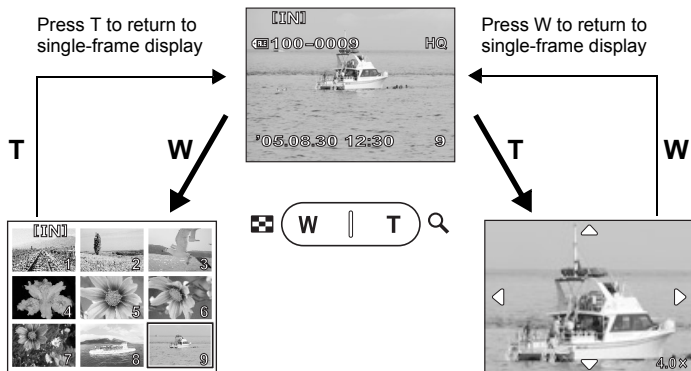 Press T to return to
single-frame display
[IN]
100-0009 HQ
'05.08.30 12:30 9
Press W to return to
single-frame display
T
W
T
W
W T
[IN]
1 2 3
4 5 6
7 8 9
4.0×